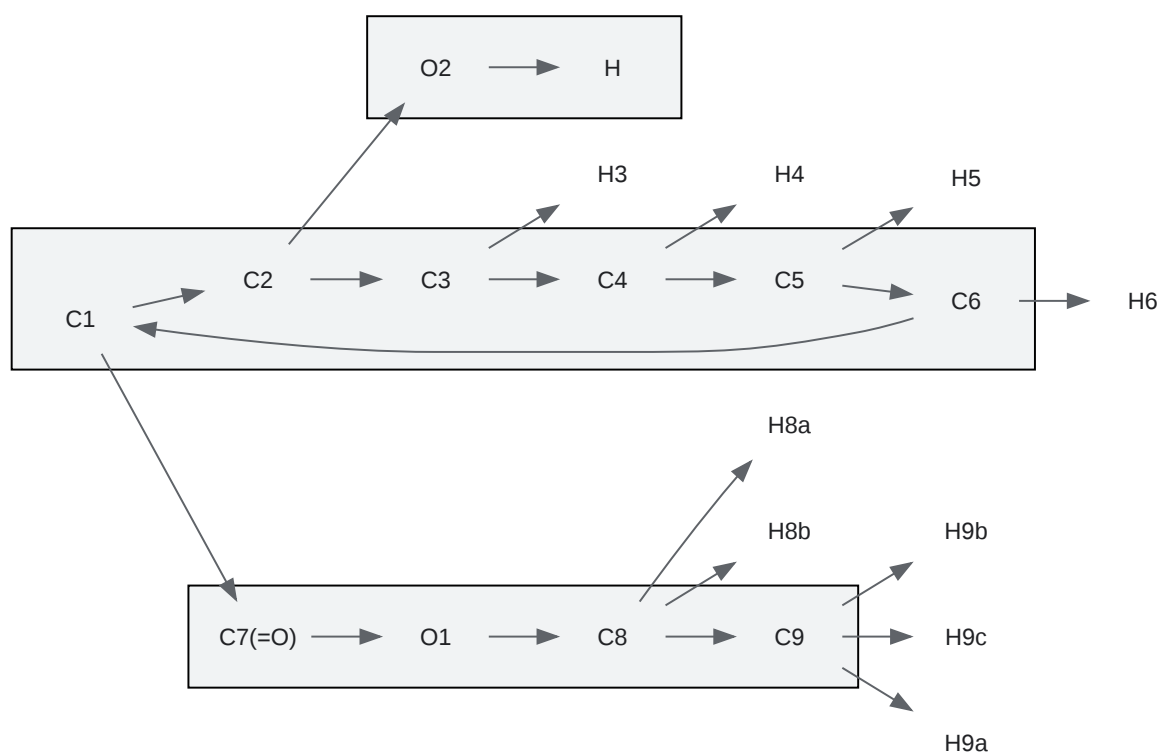 O2 H
H3 H4 H5
C2 C3 C4 C5
C1 C6 H6
H8a
H8b H9b
C7(=O) O1 C8 C9 H9c
H9a